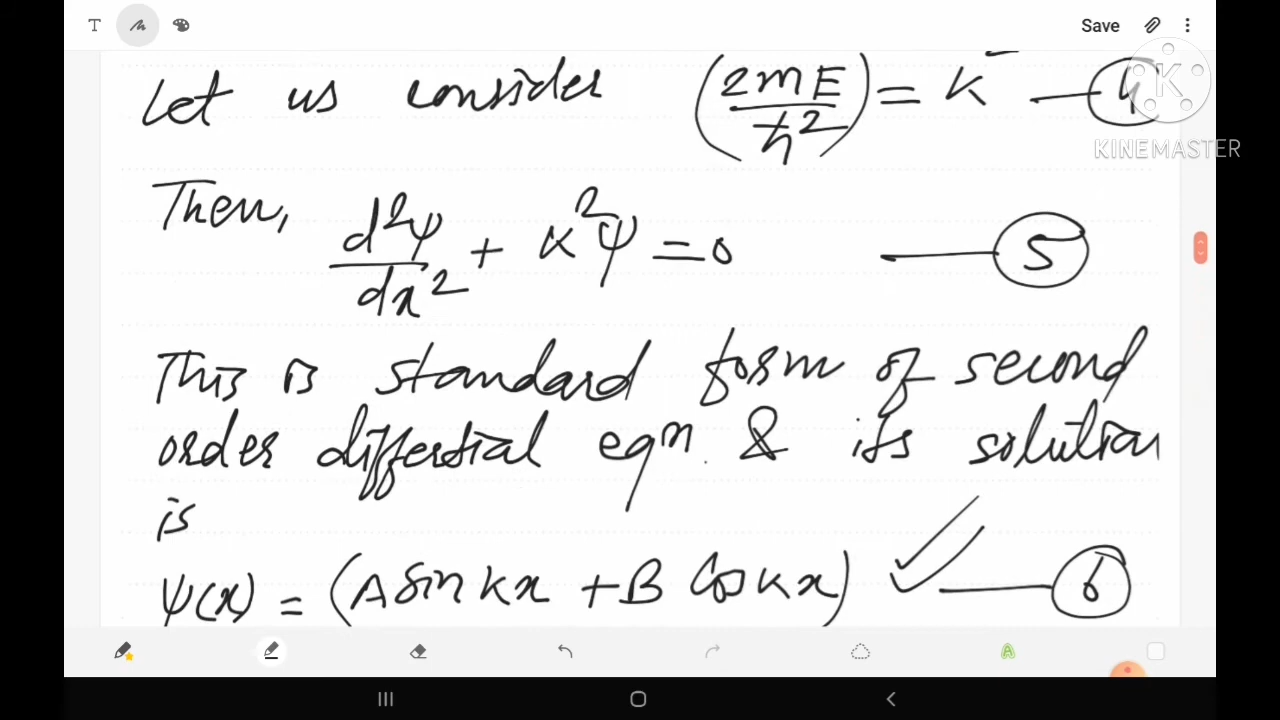 T Save
Let us consider (2mE/ℏ²) = K² — 4
KINEMASTER
Then, d²ψ/dx² + K²ψ = 0 — 5
This is standard form of second
order differtial eqn. & its solution
is
ψ(x) = (A sin Kx + B Cos Kx) ✓ — 6